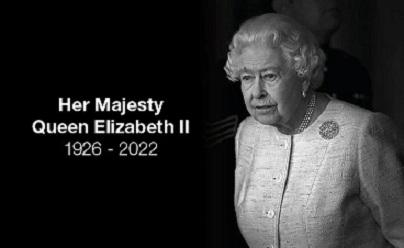 Her Majesty
Queen Elizabeth II
1926 - 2022